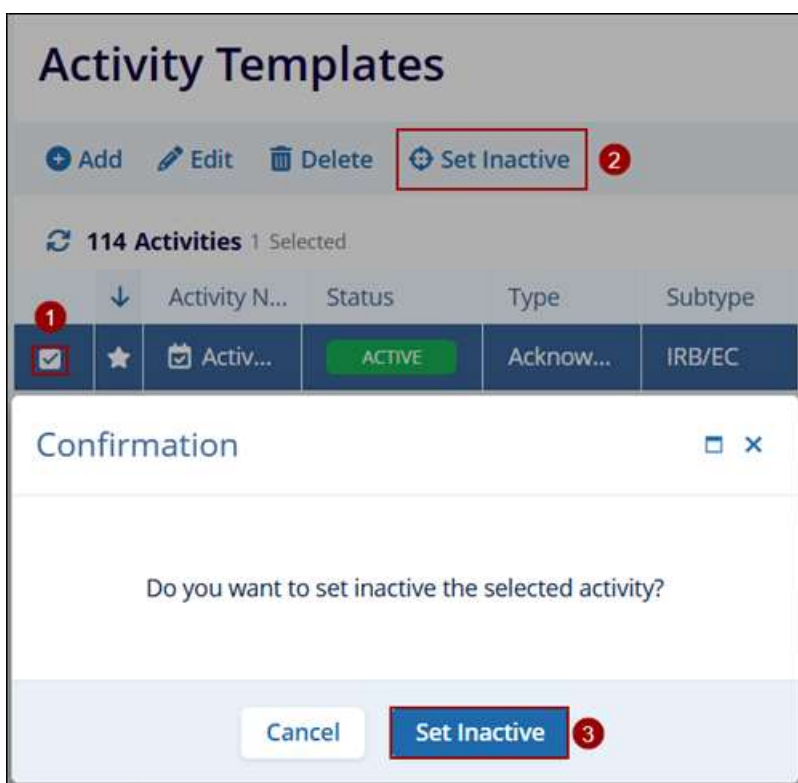 Activity Templates
Add Edit Delete Set Inactive 2
114 Activities 1 Selected
1 Activity N... Status Type Subtype
Activ... ACTIVE Acknow... IRB/EC
Confirmation
Do you want to set inactive the selected activity?
Cancel Set Inactive 3